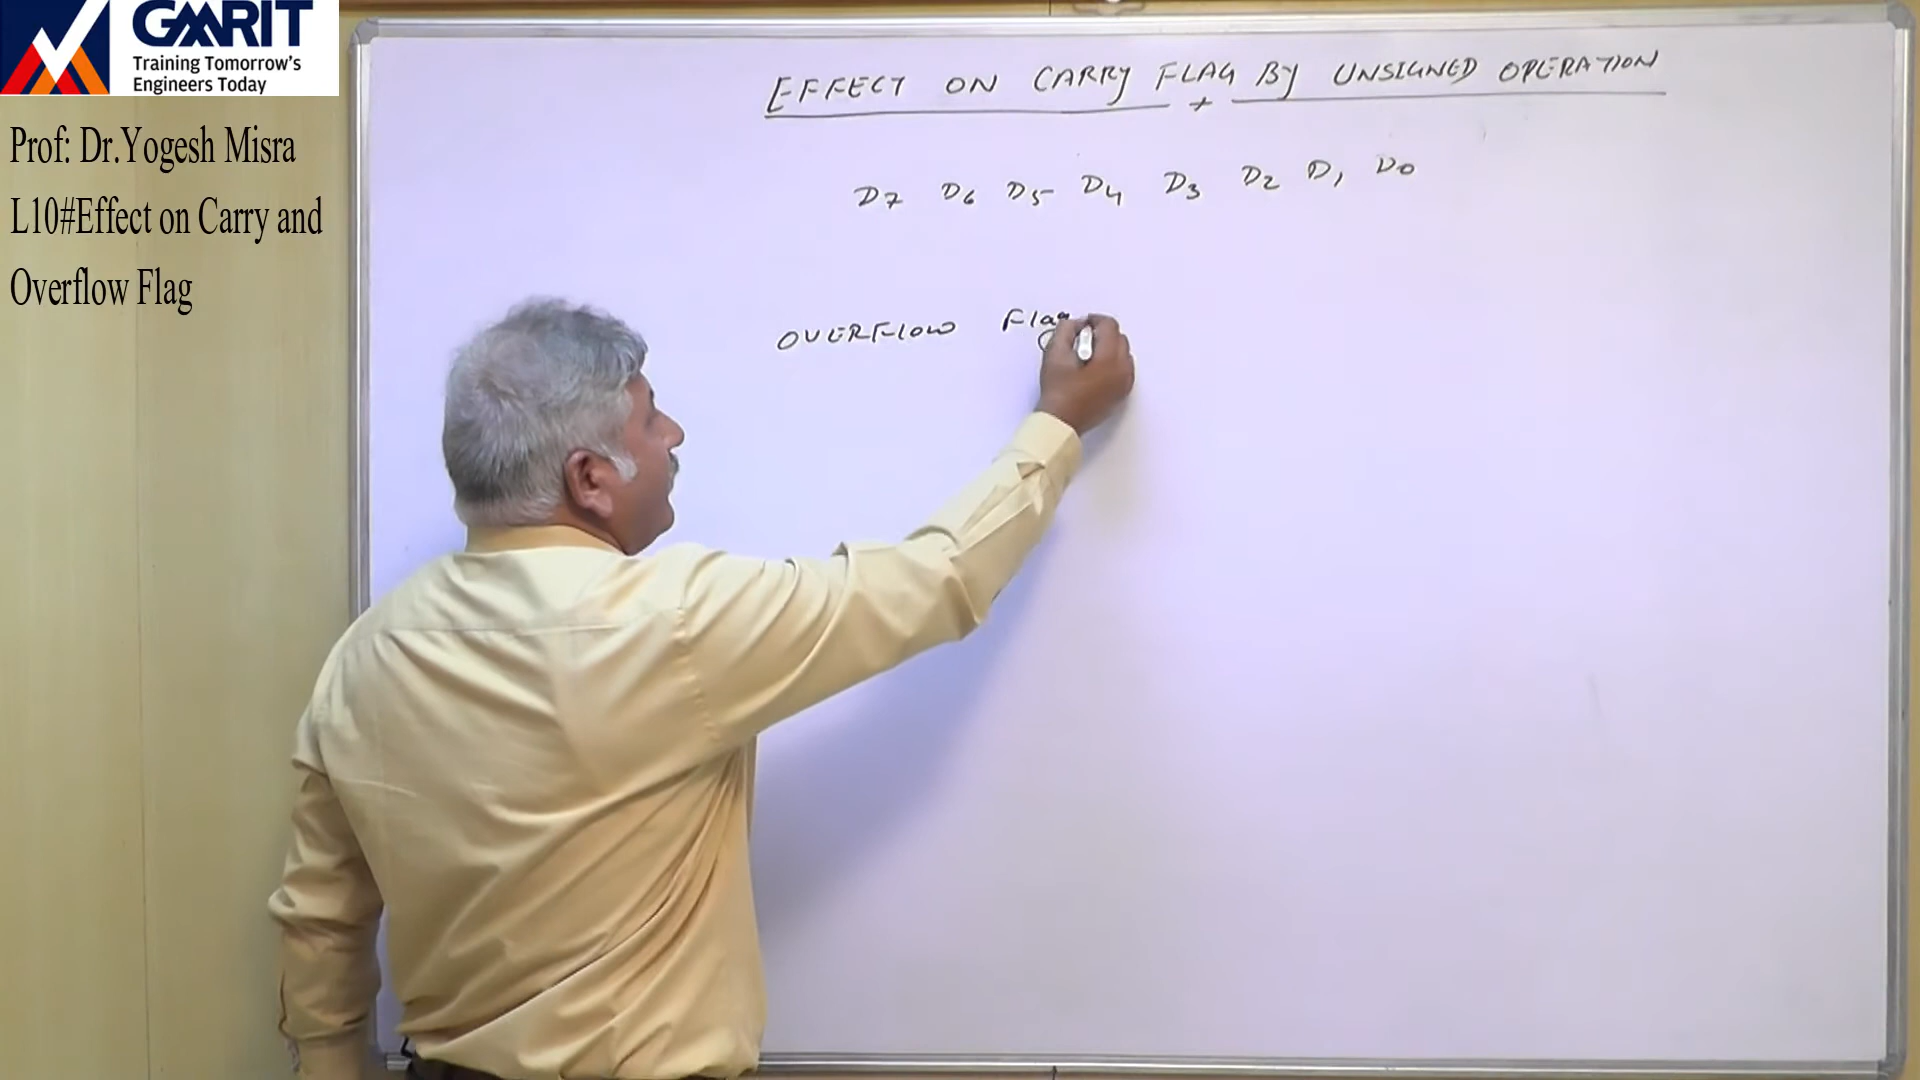 GMRIT
Training Tomorrow's
Engineers Today
Prof: Dr.Yogesh Misra
L10#Effect on Carry and
Overflow Flag
EFFECT ON CARRY FLAG BY UNSIGNED OPERATION
D7 D6 D5 D4 D3 D2 D1 D0
OVERFLOW Flag